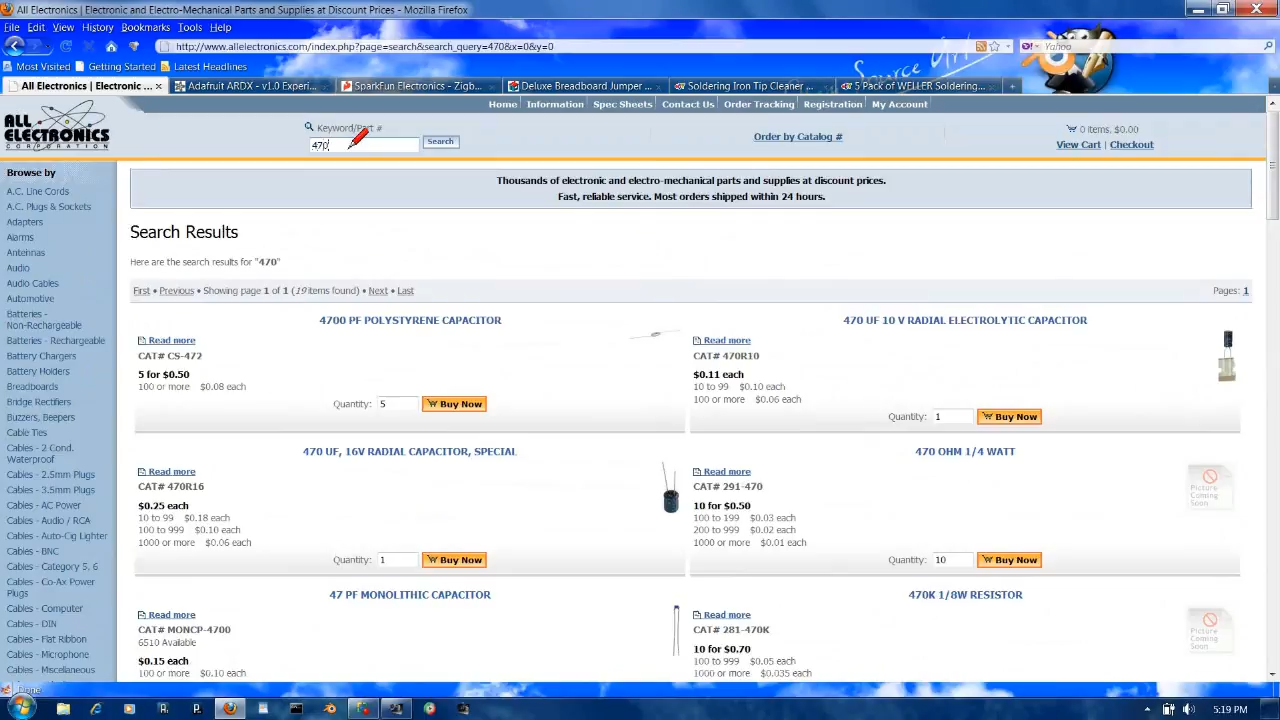 All Electronics | Electronic and Electro-Mechanical Parts and Supplies at Discount Prices - Mozilla Firefox
File Edit View History Bookmarks Tools Help
http://www.allelectronics.com/index.php?page=search&search_query=470&x=0&y=0
Yahoo
Most Visited Getting Started Latest Headlines
All Electronics | Electronic ... Adafruit ARDX - v1.0 Experi... SparkFun Electronics - Zigb... Deluxe Breadboard Jumper ... Soldering Iron Tip Cleaner ... 5 Pack of WELLER Soldering...
Home Information Spec Sheets Contact Us Order Tracking Registration My Account
ALL ELECTRONICS CORPORATION
Keyword/Part #
470 Search
Order by Catalog #
0 items, $0.00
View Cart Checkout
Browse by
A.C. Line Cords
A.C. Plugs & Sockets
Adapters
Alarms
Antennas
Audio
Audio Cables
Automotive
Batteries -
Non-Rechargeable
Batteries - Rechargeable
Battery Chargers
Battery Holders
Breadboards
Bridge Rectifiers
Buzzers, Beepers
Cable Ties
Cables - 2 Cond.
Waterproof
Cables - 2.5mm Plugs
Cables - 3.5mm Plugs
Cables - AC Power
Cables - Audio / RCA
Cables - Auto-Cig Lighter
Cables - BNC
Cables - Category 5, 6
Cables - Co-Ax Power
Plugs
Cables - Computer
Cables - DIN
Cables - Flat Ribbon
Cables - Microphone
Cables - Miscellaneous
Thousands of electronic and electro-mechanical parts and supplies at discount prices.
Fast, reliable service. Most orders shipped within 24 hours.
Search Results
Here are the search results for "470"
First • Previous • Showing page 1 of 1 (19 items found) • Next • Last
Pages: 1
4700 PF POLYSTYRENE CAPACITOR
Read more
CAT# CS-472
5 for $0.50
100 or more $0.08 each
Quantity: 5 Buy Now
470 UF 10 V RADIAL ELECTROLYTIC CAPACITOR
Read more
CAT# 470R10
$0.11 each
10 to 99 $0.10 each
100 or more $0.06 each
Quantity: 1 Buy Now
470 UF, 16V RADIAL CAPACITOR, SPECIAL
Read more
CAT# 470R16
$0.25 each
10 to 99 $0.18 each
100 to 999 $0.10 each
1000 or more $0.06 each
Quantity: 1 Buy Now
470 OHM 1/4 WATT
Read more
CAT# 291-470
10 for $0.50
100 to 199 $0.03 each
200 to 999 $0.02 each
1000 or more $0.01 each
Picture Coming Soon
Quantity: 10 Buy Now
47 PF MONOLITHIC CAPACITOR
Read more
CAT# MONCP-4700
6510 Available
$0.15 each
100 or more $0.10 each
470K 1/8W RESISTOR
Read more
CAT# 281-470K
10 for $0.70
100 to 999 $0.05 each
1000 or more $0.035 each
Picture Coming Soon
Done
5:19 PM